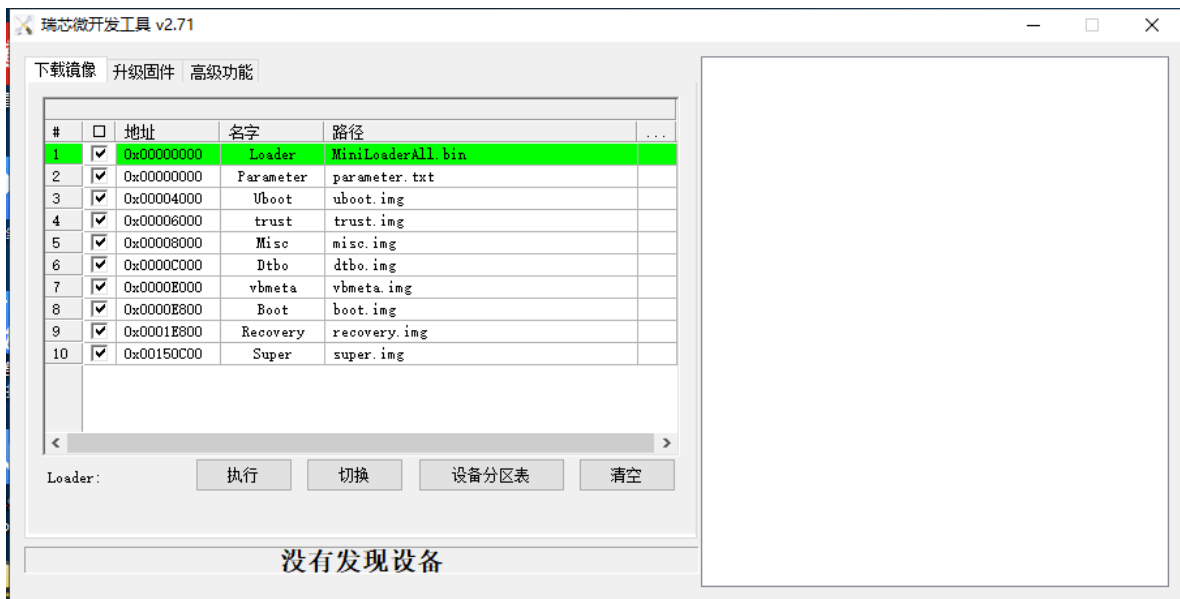 瑞芯微开发工具 v2.71
下载镜像 升级固件 高级功能
# 地址 名字 路径 ...
1 0x00000000 Loader MiniLoaderAll.bin
2 0x00000000 Parameter parameter.txt
3 0x00004000 Uboot uboot.img
4 0x00006000 trust trust.img
5 0x00008000 Misc misc.img
6 0x0000C000 Dtbo dtbo.img
7 0x0000E000 vbmeta vbmeta.img
8 0x0000E800 Boot boot.img
9 0x0001E800 Recovery recovery.img
10 0x00150C00 Super super.img
Loader: 执行 切换 设备分区表 清空
没有发现设备